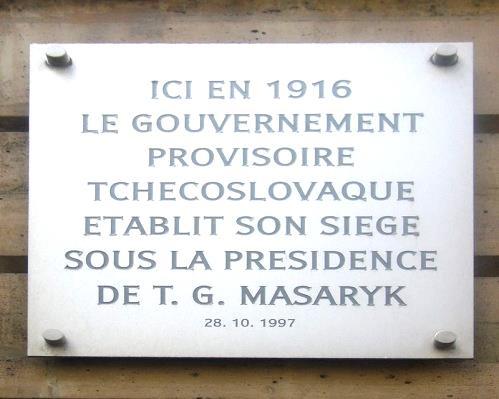 ICI EN 1916
LE GOUVERNEMENT
PROVISOIRE
TCHECOSLOVAQUE
ETABLIT SON SIEGE
SOUS LA PRESIDENCE
DE T. G. MASARYK
28. 10. 1997